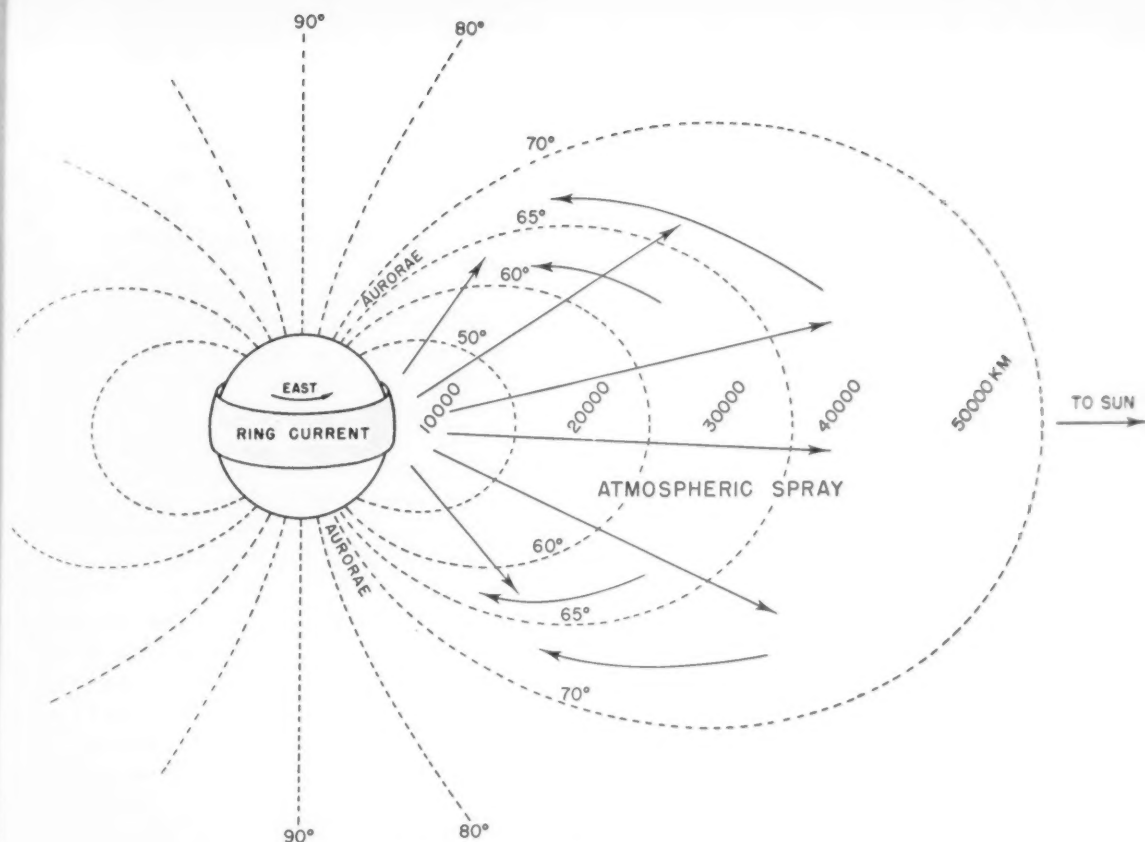 90°
80°
70°
65°
60°
50°
AURORAE
EAST
RING CURRENT
10000
20000
30000
40000
50000 KM
TO SUN
ATMOSPHERIC SPRAY
AURORAE
60°
65°
70°
80°
90°